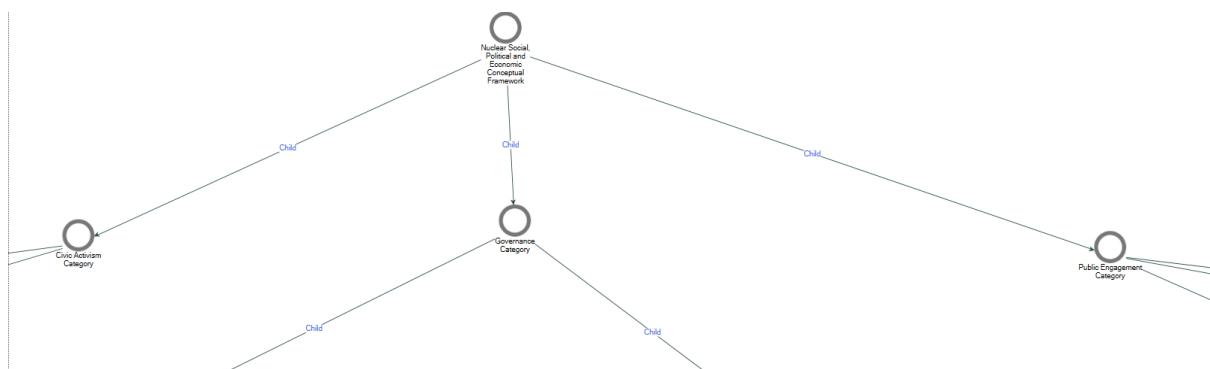 Nuclear Social,
Political and
Economic
Conceptual
Framework
Child
Child
Child
Civic Activism
Category
Governance
Category
Public Engagement
Category
Child
Child